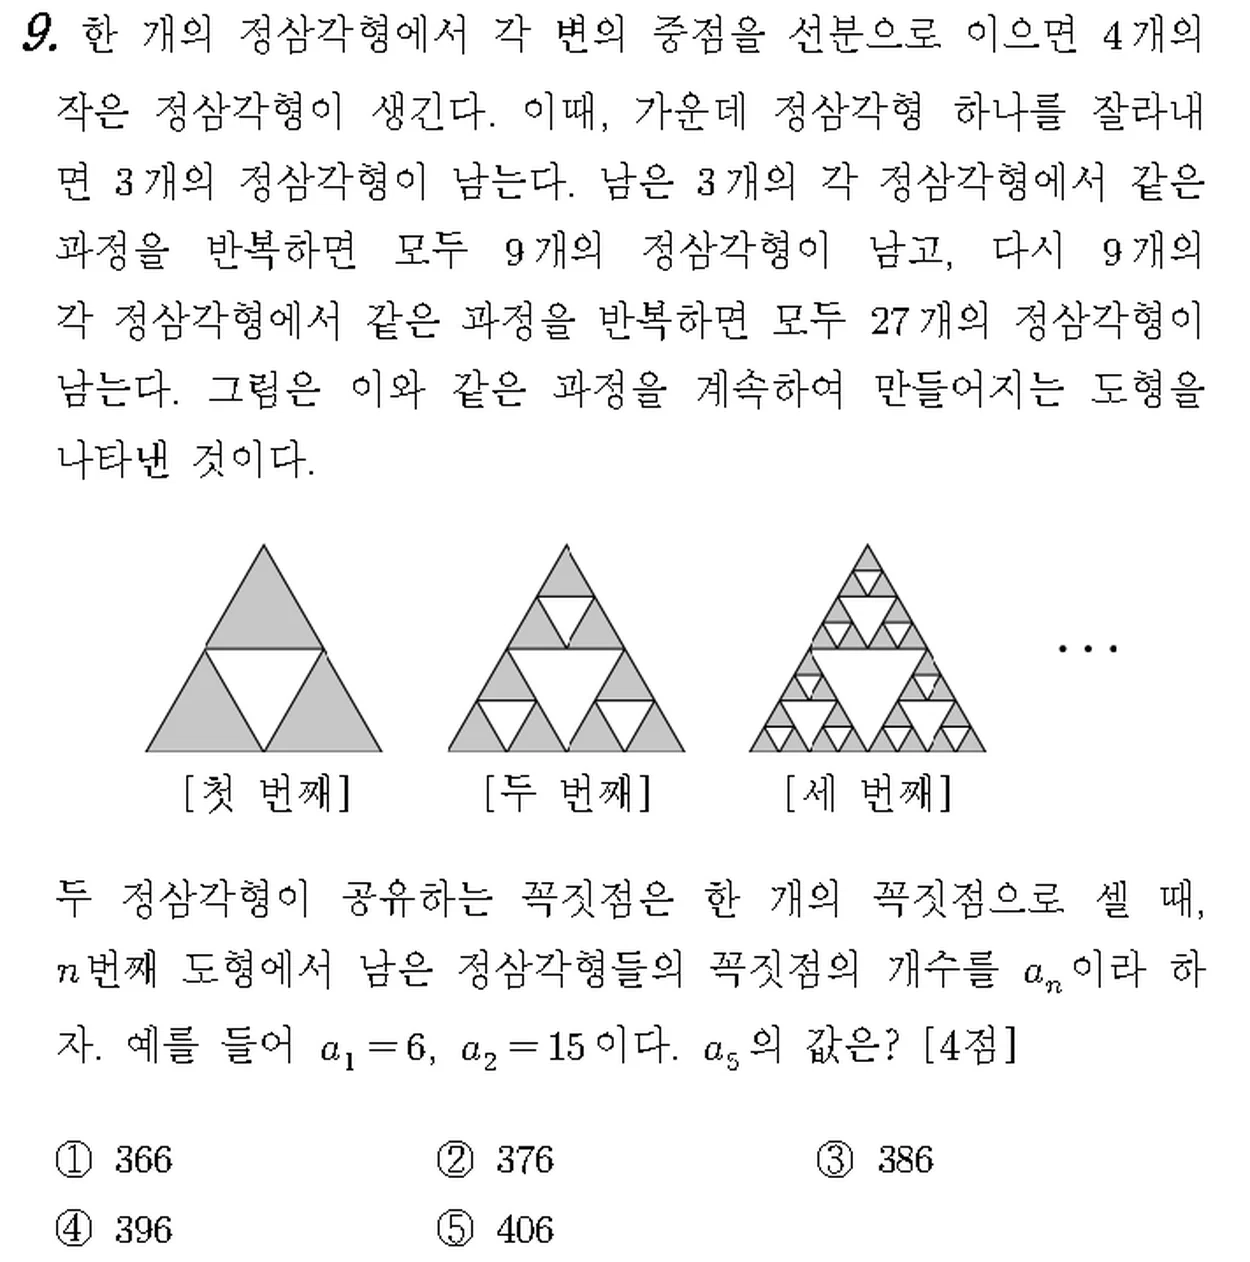 9. 한 개의 정삼각형에서 각 변의 중점을 선분으로 이으면 4개의
작은 정삼각형이 생긴다. 이때, 가운데 정삼각형 하나를 잘라내
면 3개의 정삼각형이 남는다. 남은 3개의 각 정삼각형에서 같은
과정을 반복하면 모두 9개의 정삼각형이 남고, 다시 9개의
각 정삼각형에서 같은 과정을 반복하면 모두 27개의 정삼각형이
남는다. 그림은 이와 같은 과정을 계속하여 만들어지는 도형을
나타낸 것이다.
...
[첫 번째] [두 번째] [세 번째]
두 정삼각형이 공유하는 꼭짓점은 한 개의 꼭짓점으로 셀 때,
n번째 도형에서 남은 정삼각형들의 꼭짓점의 개수를 aₙ이라 하
자. 예를 들어 a₁=6, a₂=15이다. a₅의 값은? [4점]
① 366 ② 376 ③ 386
④ 396 ⑤ 406